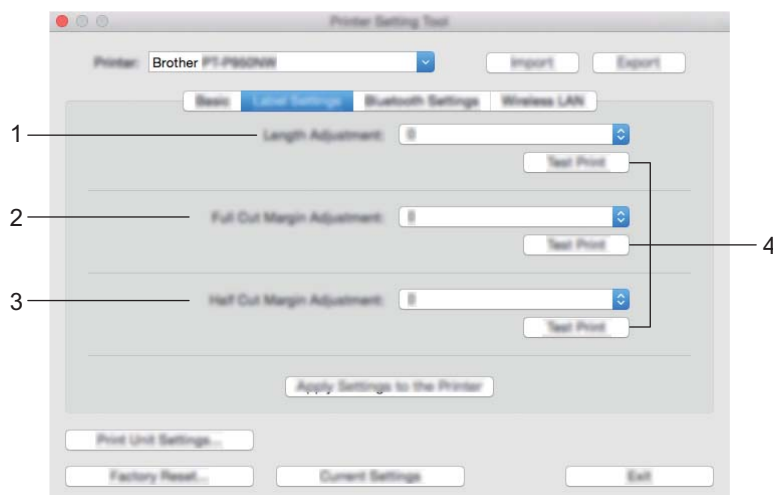 Printer Setting Tool
Printer: Brother PT-P950NW Import Export
Basic Label Settings Bluetooth Settings Wireless LAN
1 Length Adjustment: 0
Test Print
2 Full Cut Margin Adjustment:
Test Print 4
3 Half Cut Margin Adjustment:
Test Print
Apply Settings to the Printer
Print Unit Settings...
Factory Reset... Current Settings Exit